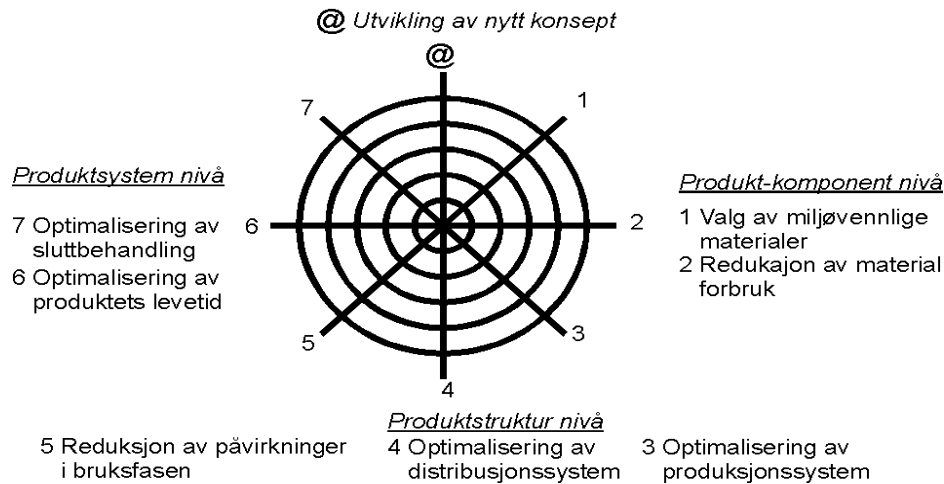 @ Utvikling av nytt konsept
@
7
1
Produktsystem nivå
7 Optimalisering av
sluttbehandling
6 Optimalisering av
produktets levetid
6
2
Produkt-komponent nivå
1 Valg av miljøvennlige
materialer
2 Redukajon av material
forbruk
5
3
4
Produktstruktur nivå
5 Reduksjon av påvirkninger
i bruksfasen
4 Optimalisering av
distribusjonssystem
3 Optimalisering av
produksjonssystem